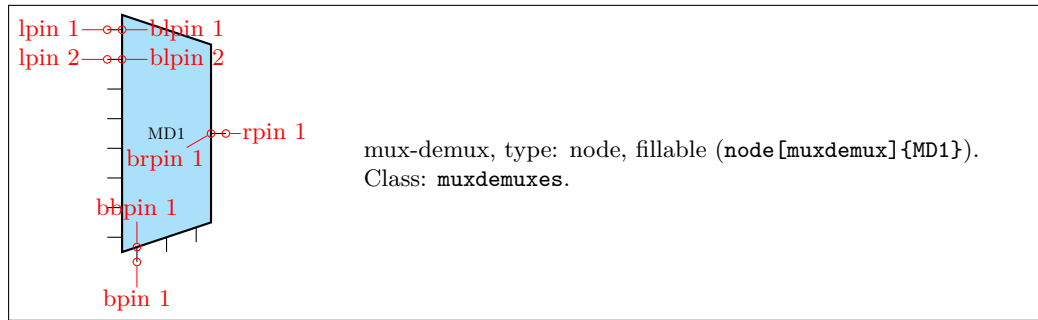 lpin 1 blpin 1
lpin 2 blpin 2
MD1 rpin 1
brpin 1
mux-demux, type: node, fillable (node[muxdemux]{MD1}).
Class: muxdemuxes.
bbpin 1
bpin 1